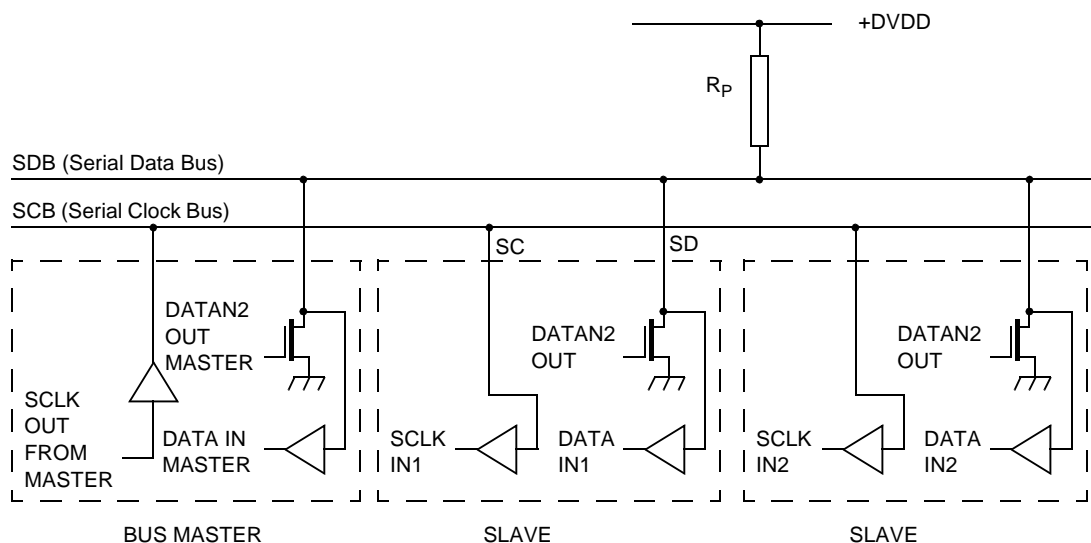 +DVDD
RP
SDB (Serial Data Bus)
SCB (Serial Clock Bus)
SC
SD
DATAN2
OUT
MASTER
SCLK
OUT
FROM
MASTER
DATA IN
MASTER
DATAN2
OUT
SCLK
IN1
DATA
IN1
DATAN2
OUT
SCLK
IN2
DATA
IN2
BUS MASTER
SLAVE
SLAVE